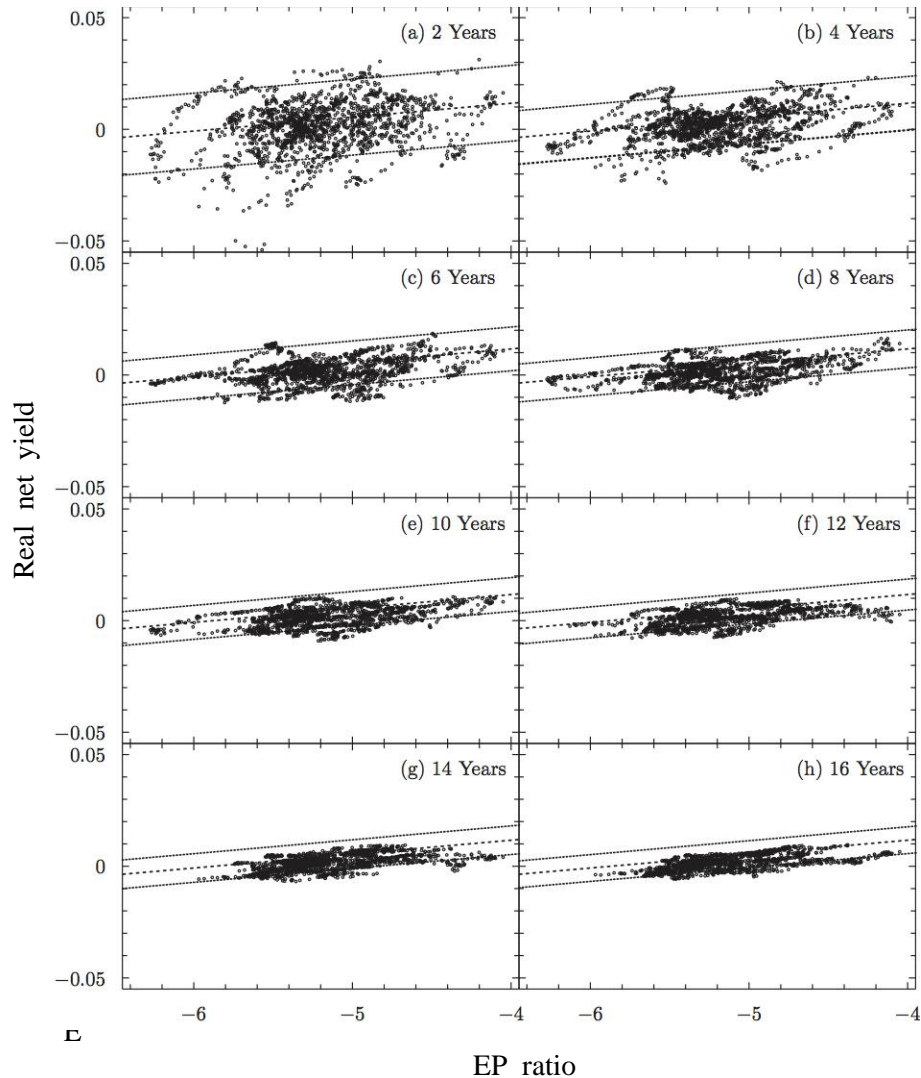 0.05
(a) 2 Years
(b) 4 Years
0
−0.05
0.05
(c) 6 Years
(d) 8 Years
0
−0.05
0.05
(e) 10 Years
(f) 12 Years
0
−0.05
0.05
(g) 14 Years
(h) 16 Years
0
−0.05
−6
−5
−4
−6
−5
−4
Real net yield
EP ratio